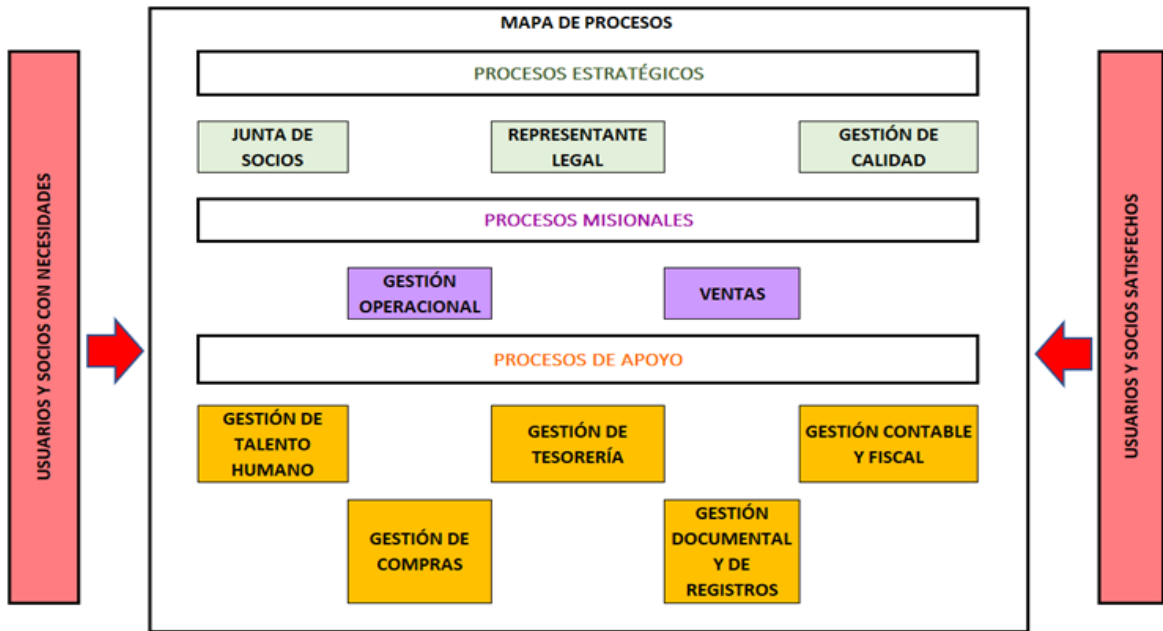 MAPA DE PROCESOS
USUARIOS Y SOCIOS CON NECESIDADES
PROCESOS ESTRATÉGICOS
JUNTA DE
SOCIOS
REPRESENTANTE
LEGAL
GESTIÓN DE
CALIDAD
PROCESOS MISIONALES
GESTIÓN
OPERACIONAL
VENTAS
PROCESOS DE APOYO
GESTIÓN DE
TALENTO
HUMANO
GESTIÓN DE
TESORERÍA
GESTIÓN CONTABLE
Y FISCAL
GESTIÓN DE
COMPRAS
GESTIÓN
DOCUMENTAL
Y DE
REGISTROS
USUARIOS Y SOCIOS SATISFECHOS